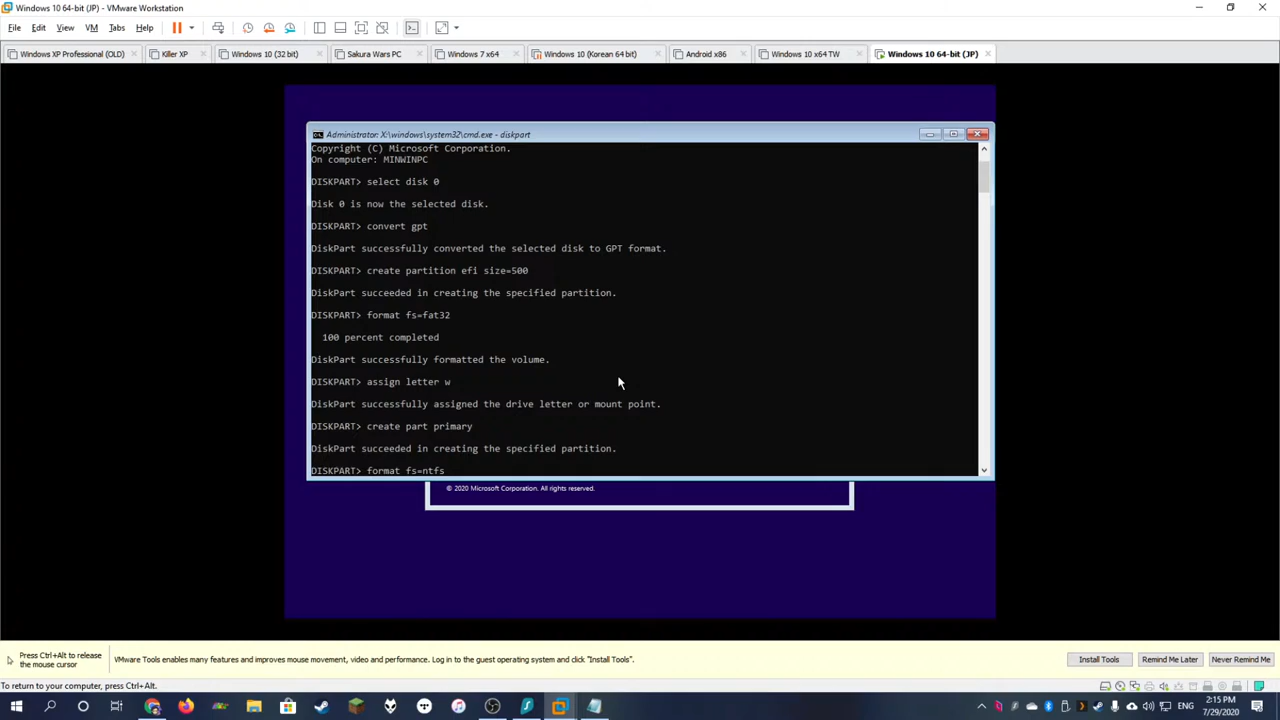 Windows 10 64-bit (JP) - VMware Workstation
File Edit View VM Tabs Help
Windows XP Professional (OLD) Killer XP Windows 10 (32 bit) Sakura Wars PC Windows 7 x64 Windows 10 (Korean 64 bit) Android x86 Windows 10 x64 TW Windows 10 64-bit (JP)
Administrator: X:\windows\system32\cmd.exe - diskpart
Copyright (C) Microsoft Corporation.
On computer: MINWINPC
DISKPART> select disk 0
Disk 0 is now the selected disk.
DISKPART> convert gpt
DiskPart successfully converted the selected disk to GPT format.
DISKPART> create partition efi size=500
DiskPart succeeded in creating the specified partition.
DISKPART> format fs=fat32
100 percent completed
DiskPart successfully formatted the volume.
DISKPART> assign letter w
DiskPart successfully assigned the drive letter or mount point.
DISKPART> create part primary
DiskPart succeeded in creating the specified partition.
DISKPART> format fs=ntfs
© 2020 Microsoft Corporation. All rights reserved.
Press Ctrl+Alt to release
the mouse cursor
VMware Tools enables many features and improves mouse movement, video and performance. Log in to the guest operating system and click "Install Tools".
Install Tools Remind Me Later Never Remind Me
To return to your computer, press Ctrl+Alt.
ENG
2:15 PM
7/29/2020